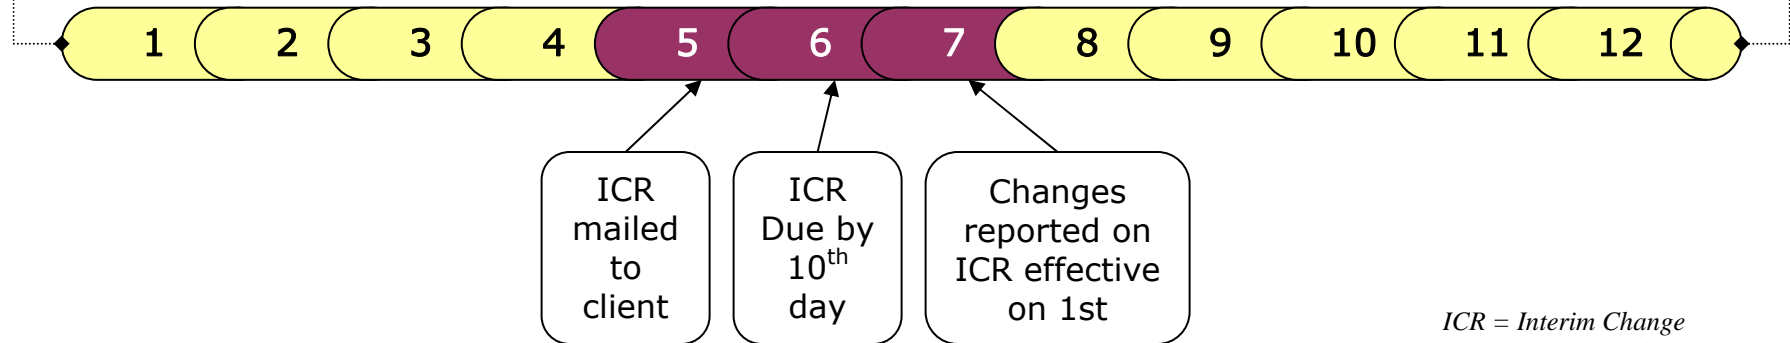 1 2 3 4 5 6 7 8 9 10 11 12
ICR
mailed
to
client
ICR
Due by
10th
day
Changes
reported on
ICR effective
on 1st
ICR = Interim Change